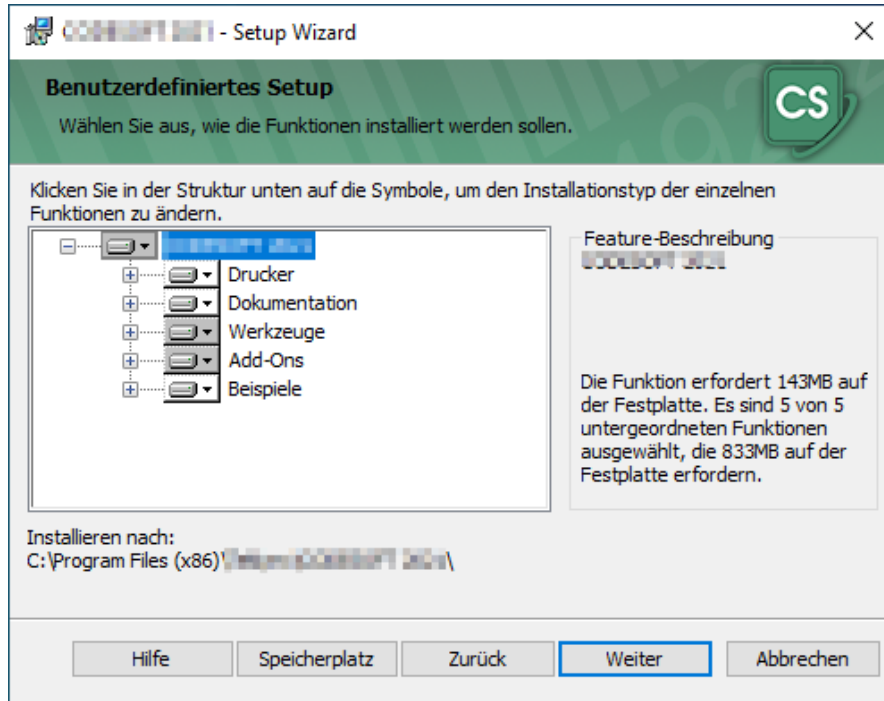 - Setup Wizard
Benutzerdefiniertes Setup
Wählen Sie aus, wie die Funktionen installiert werden sollen.
CS
Klicken Sie in der Struktur unten auf die Symbole, um den Installationstyp der einzelnen
Funktionen zu ändern.
Drucker
Dokumentation
Werkzeuge
Add-Ons
Beispiele
Feature-Beschreibung
Die Funktion erfordert 143MB auf
der Festplatte. Es sind 5 von 5
untergeordneten Funktionen
ausgewählt, die 833MB auf der
Festplatte erfordern.
Installieren nach:
C:\Program Files (x86)\ \
Hilfe
Speicherplatz
Zurück
Weiter
Abbrechen